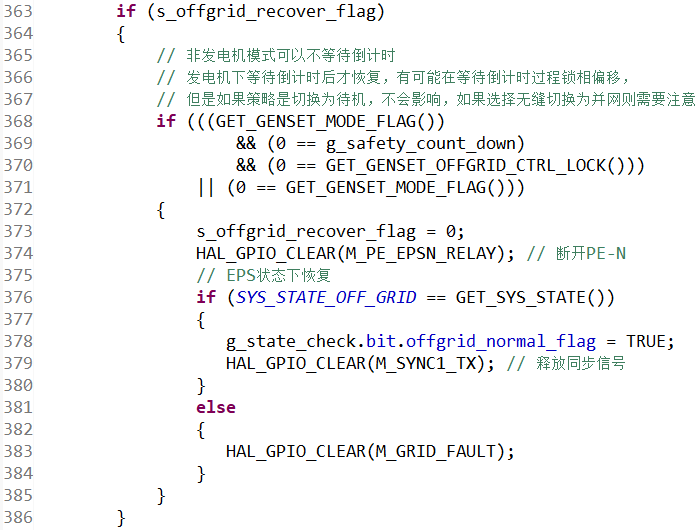 363         if (s_offgrid_recover_flag)
364         {
365             // 非发电机模式可以不等待倒计时
366             // 发电机下等待倒计时后才恢复，有可能在等待倒计时过程锁相偏移，
367             // 但是如果策略是切换为待机，不会影响，如果选择无缝切换为并网则需要注意
368             if (((GET_GENSET_MODE_FLAG())
369                     && (0 == g_safety_count_down)
370                     && (0 == GET_GENSET_OFFGRID_CTRL_LOCK()))
371                 || (0 == GET_GENSET_MODE_FLAG()))
372             {
373                 s_offgrid_recover_flag = 0;
374                 HAL_GPIO_CLEAR(M_PE_EPSN_RELAY); // 断开PE-N
375                 // EPS状态下恢复
376                 if (SYS_STATE_OFF_GRID == GET_SYS_STATE())
377                 {
378                    g_state_check.bit.offgrid_normal_flag = TRUE;
379                    HAL_GPIO_CLEAR(M_SYNC1_TX); // 释放同步信号
380                 }
381                 else
382                 {
383                    HAL_GPIO_CLEAR(M_GRID_FAULT);
384                 }
385             }
386         }